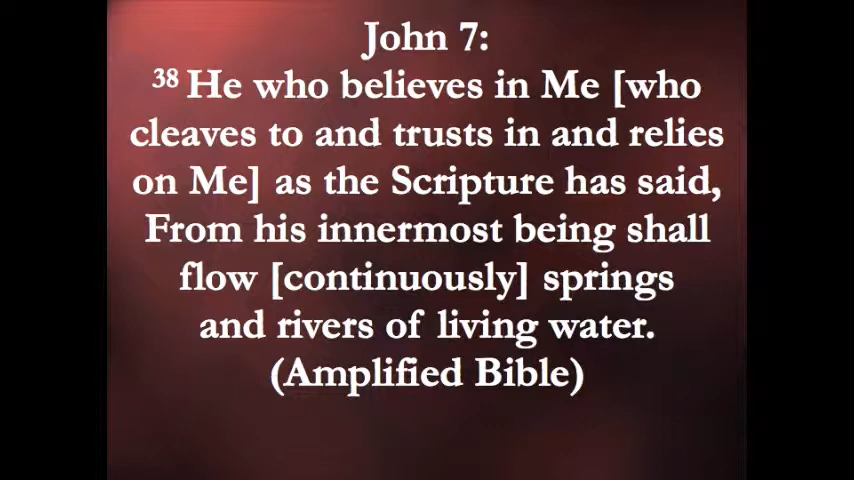 John 7:
38 He who believes in Me [who
cleaves to and trusts in and relies
on Me] as the Scripture has said,
From his innermost being shall
flow [continuously] springs
and rivers of living water.
(Amplified Bible)